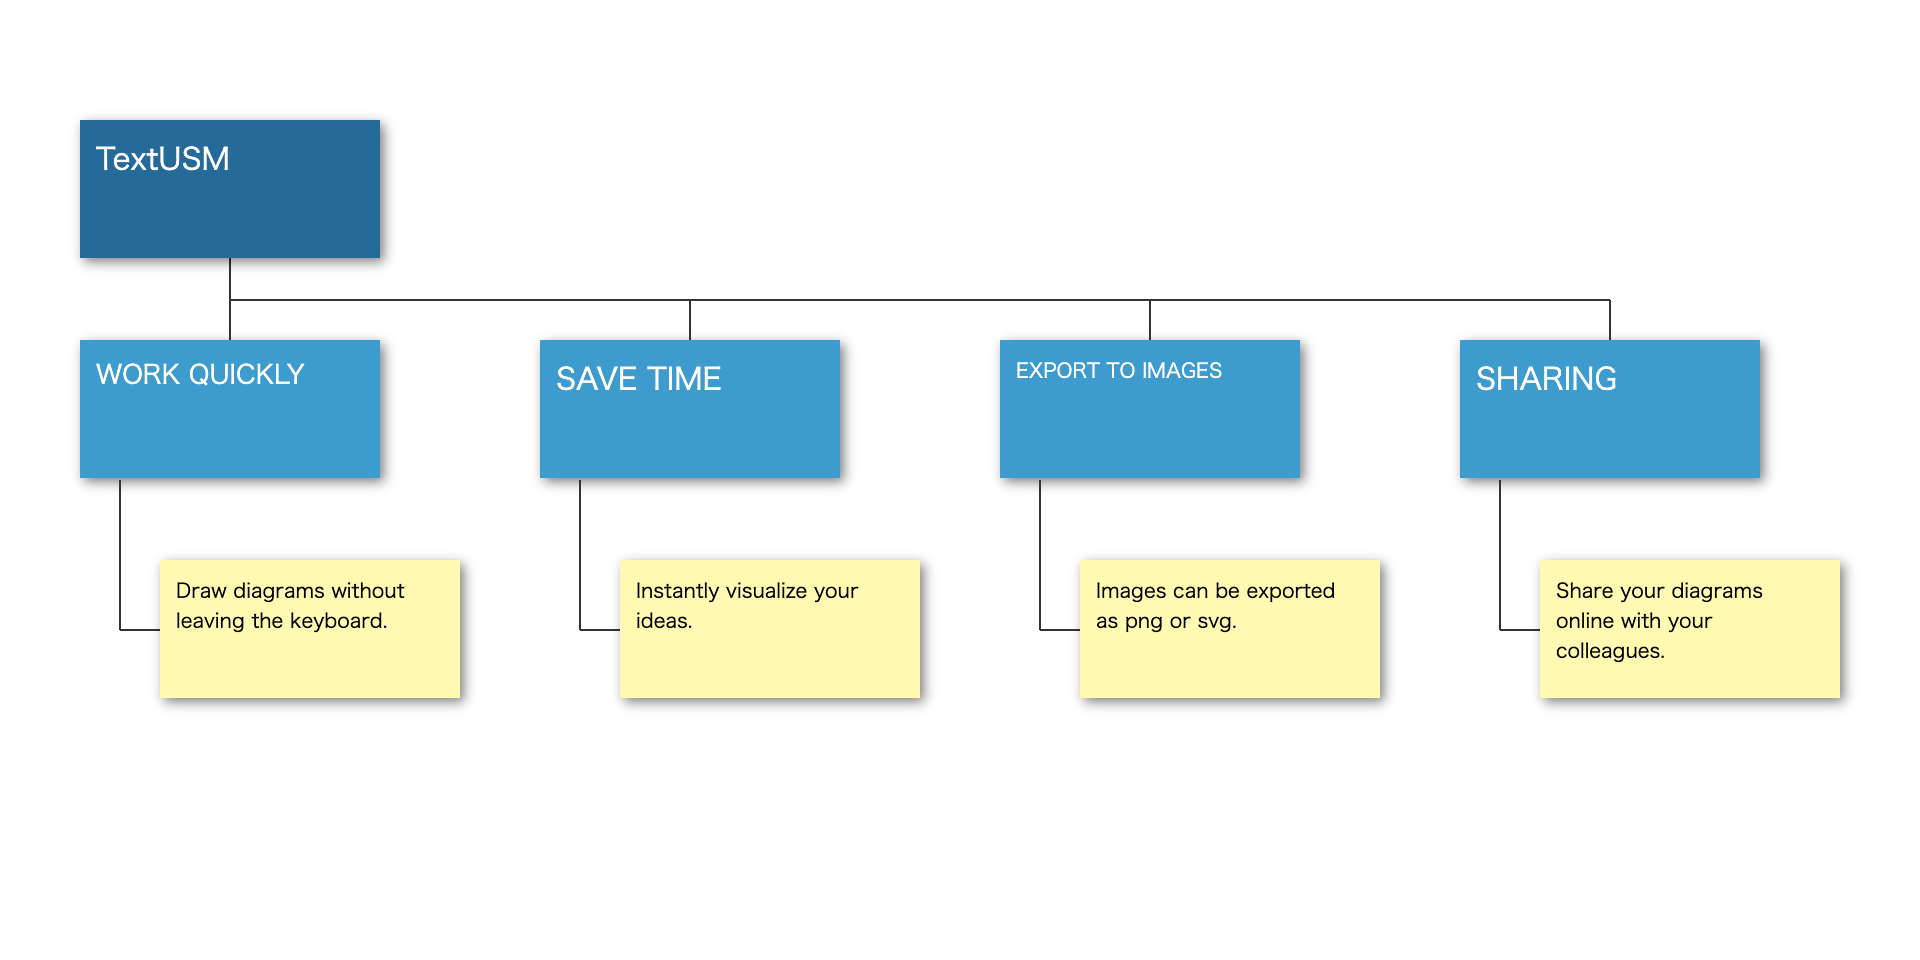 TextUSM
WORK QUICKLY
SAVE TIME
EXPORT TO IMAGES
SHARING
Draw diagrams without
leaving the keyboard.
Instantly visualize your
ideas.
Images can be exported
as png or svg.
Share your diagrams
online with your
colleagues.